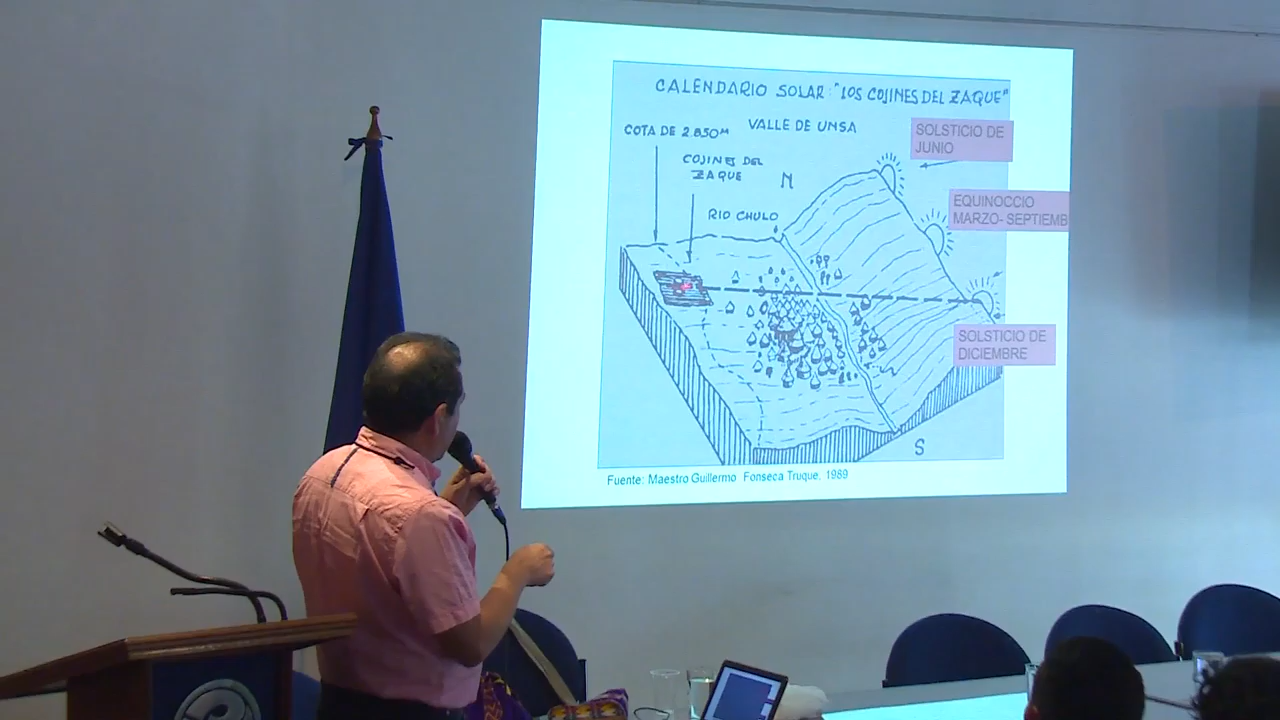 CALENDARIO SOLAR "LOS COJINES DEL ZAQUE"
VALLE DE UNSA
COTA DE 2.850M
COJINES DEL
ZAQUE
N
RIO CHULO
SOLSTICIO DE
JUNIO
EQUINOCCIO
MARZO- SEPTIEMB
SOLSTICIO DE
DICIEMBRE
S
Fuente: Maestro Guillermo Fonseca Truque. 1989